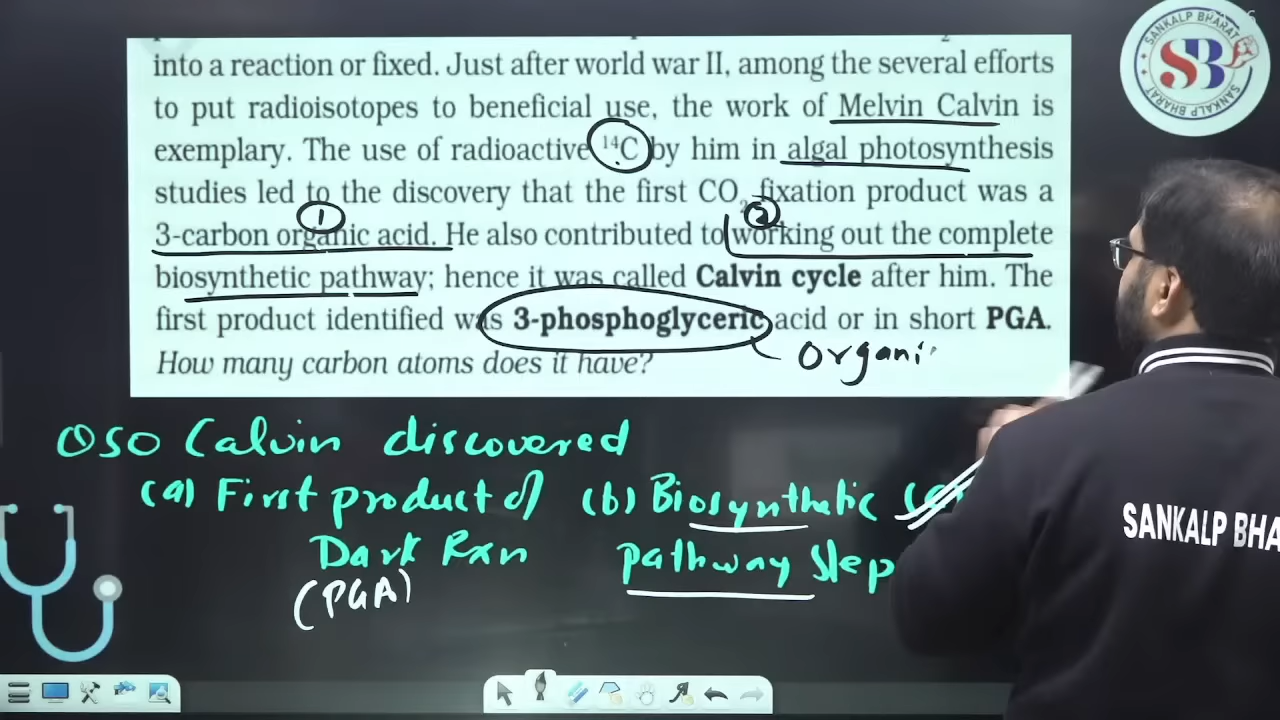 into a reaction or fixed. Just after world war II, among the several efforts
to put radioisotopes to beneficial use, the work of Melvin Calvin is
exemplary. The use of radioactive ¹⁴C by him in algal photosynthesis
studies led to the discovery that the first CO₂ fixation product was a
① ②
3-carbon organic acid. He also contributed to working out the complete
biosynthetic pathway; hence it was called Calvin cycle after him. The
first product identified was 3-phosphoglyceric acid or in short PGA.
How many carbon atoms does it have?
Organi
Calvin discovered
(a) First product of (b) Biosynthetic
Dark Rxn pathway step
(PGA)
SANKALP BHARAT
SB
SANKALP BHARAT
SANKALP BHA